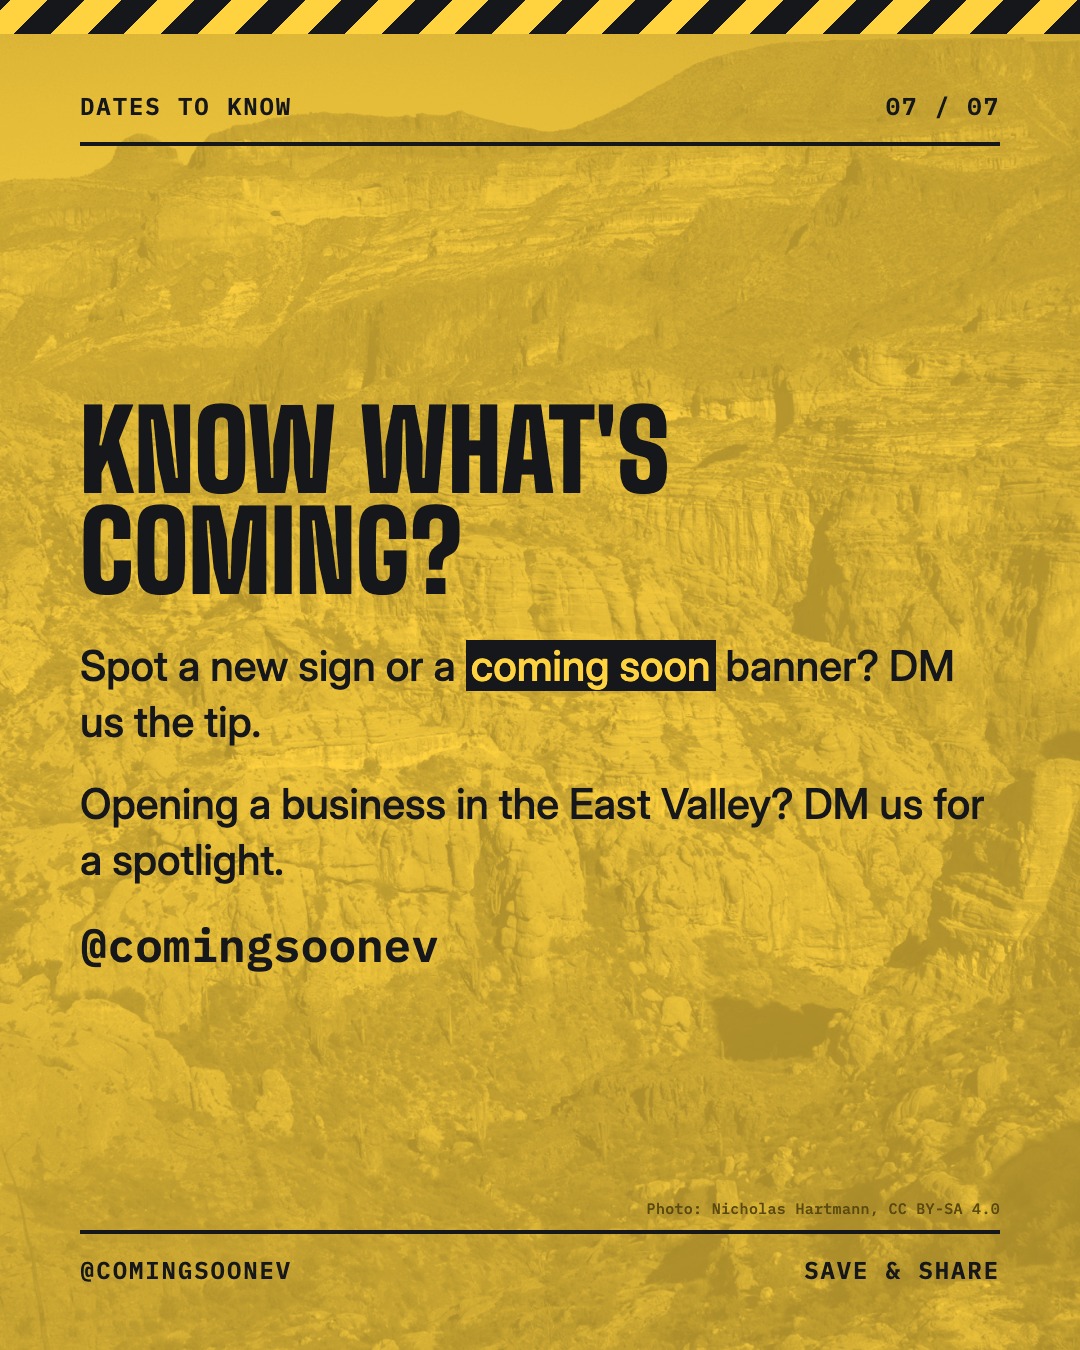 DATES TO KNOW
07 / 07
KNOW WHAT'S
COMING?
Spot a new sign or a coming soon banner? DM
us the tip.
Opening a business in the East Valley? DM us for
a spotlight.
@comingsoonev
Photo: Nicholas Hartmann, CC BY-SA 4.0
@COMINGSOONEV
SAVE & SHARE